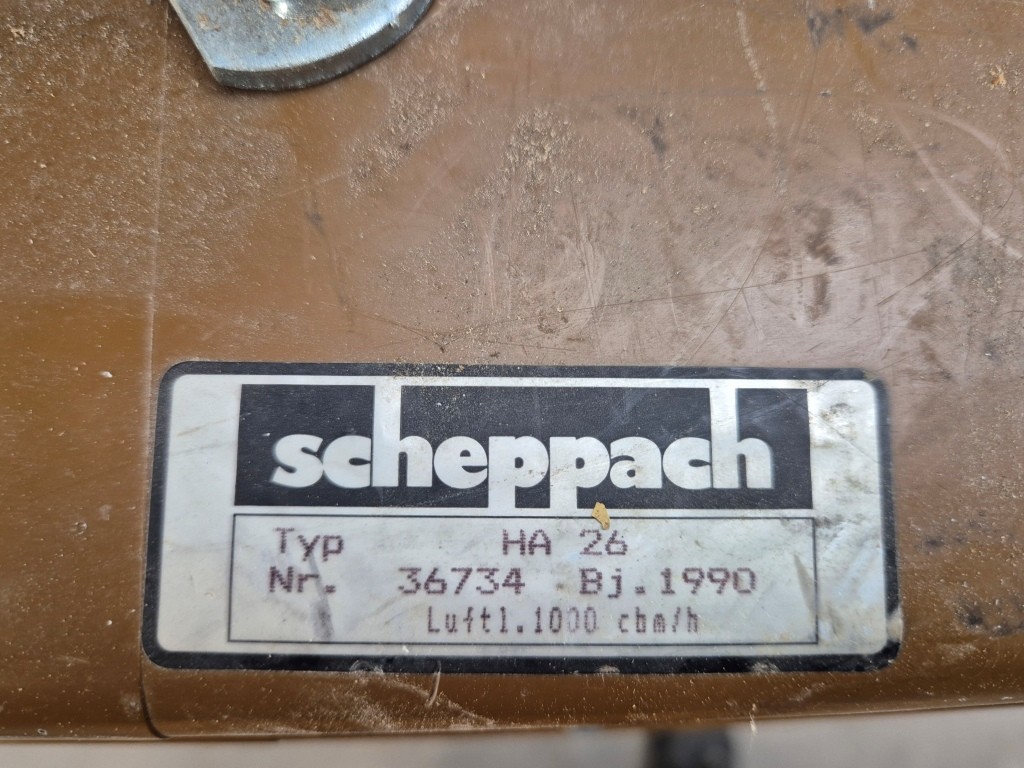 scheppach
Typ HA 26
Nr. 36734 Bj.1990
Luftl.1000 cbm/h